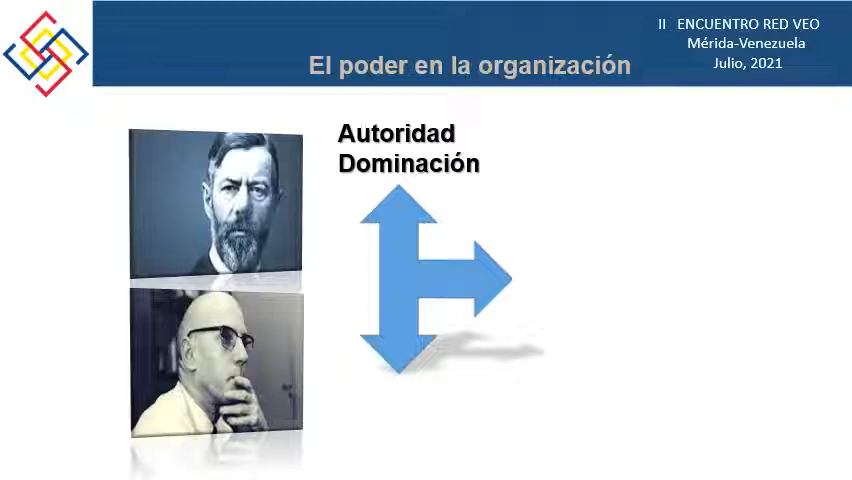 II ENCUENTRO RED VEO
Mérida-Venezuela
Julio, 2021
El poder en la organización
Autoridad
Dominación